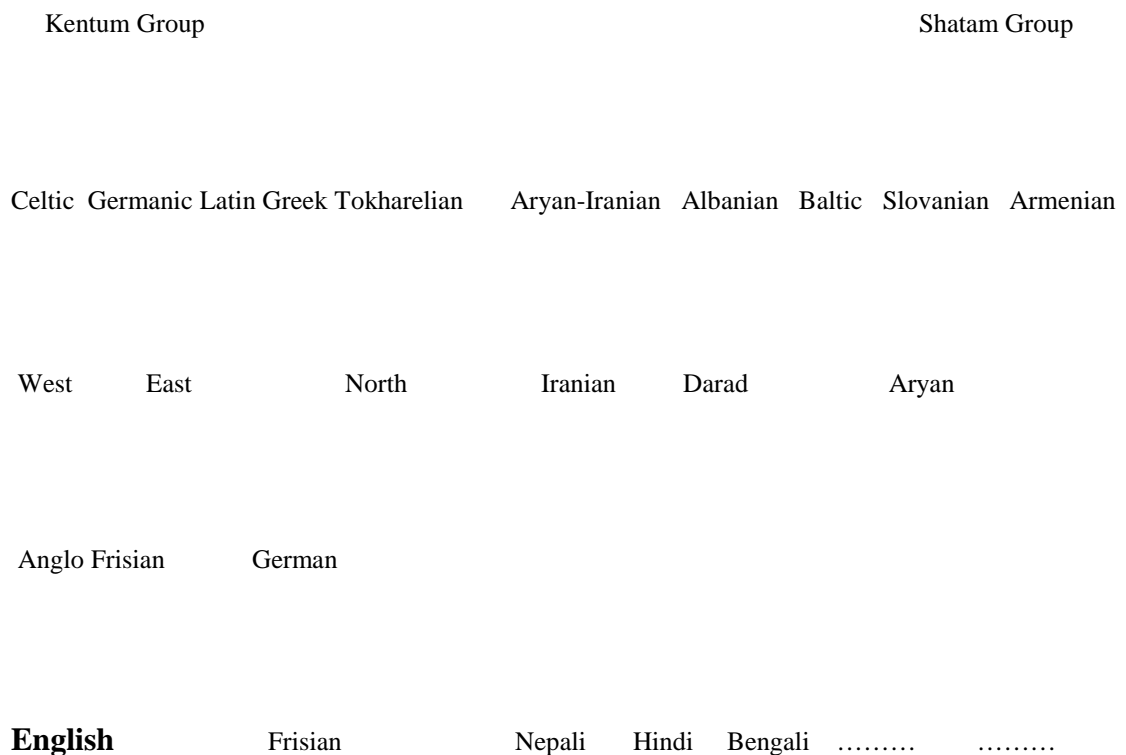 Kentum Group Shatam Group
Celtic Germanic Latin Greek Tokharelian Aryan-Iranian Albanian Baltic Slovanian Armenian
West East North Iranian Darad Aryan
Anglo Frisian German
English Frisian Nepali Hindi Bengali ……… ………